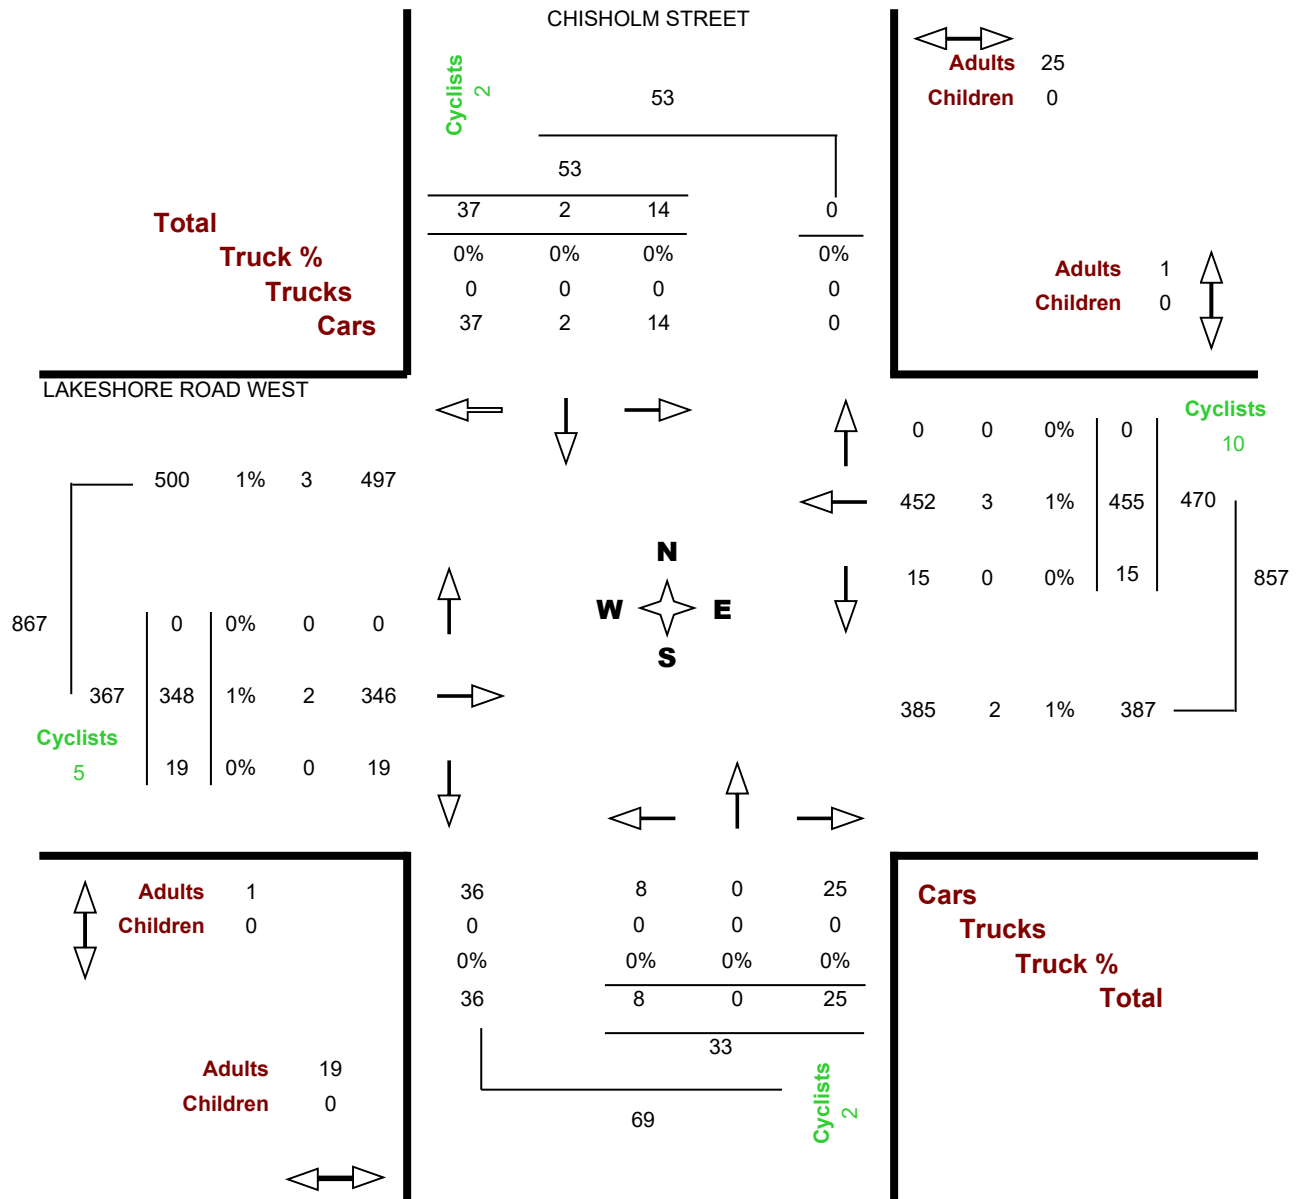 CHISHOLM STREET
Cyclists
2
53
Adults 25
Children 0
53
Total 37 2 14 0
Truck % 0% 0% 0% 0%
Trucks 0 0 0 0
Cars 37 2 14 0
Adults 1
Children 0
LAKESHORE ROAD WEST
Cyclists
10
0 0 0% 0
500 1% 3 497
452 3 1% 455 470
N
W E
S
15 0 0% 15
857
867
0 0% 0 0
367 348 1% 2 346
385 2 1% 387
Cyclists
5
19 0% 0 19
Adults 1
Children 0
36 8 0 25
0 0 0 0
0% 0% 0% 0%
36 8 0 25
Cars
Trucks
Truck %
Total
33
Adults 19
Children 0
69
Cyclists
2